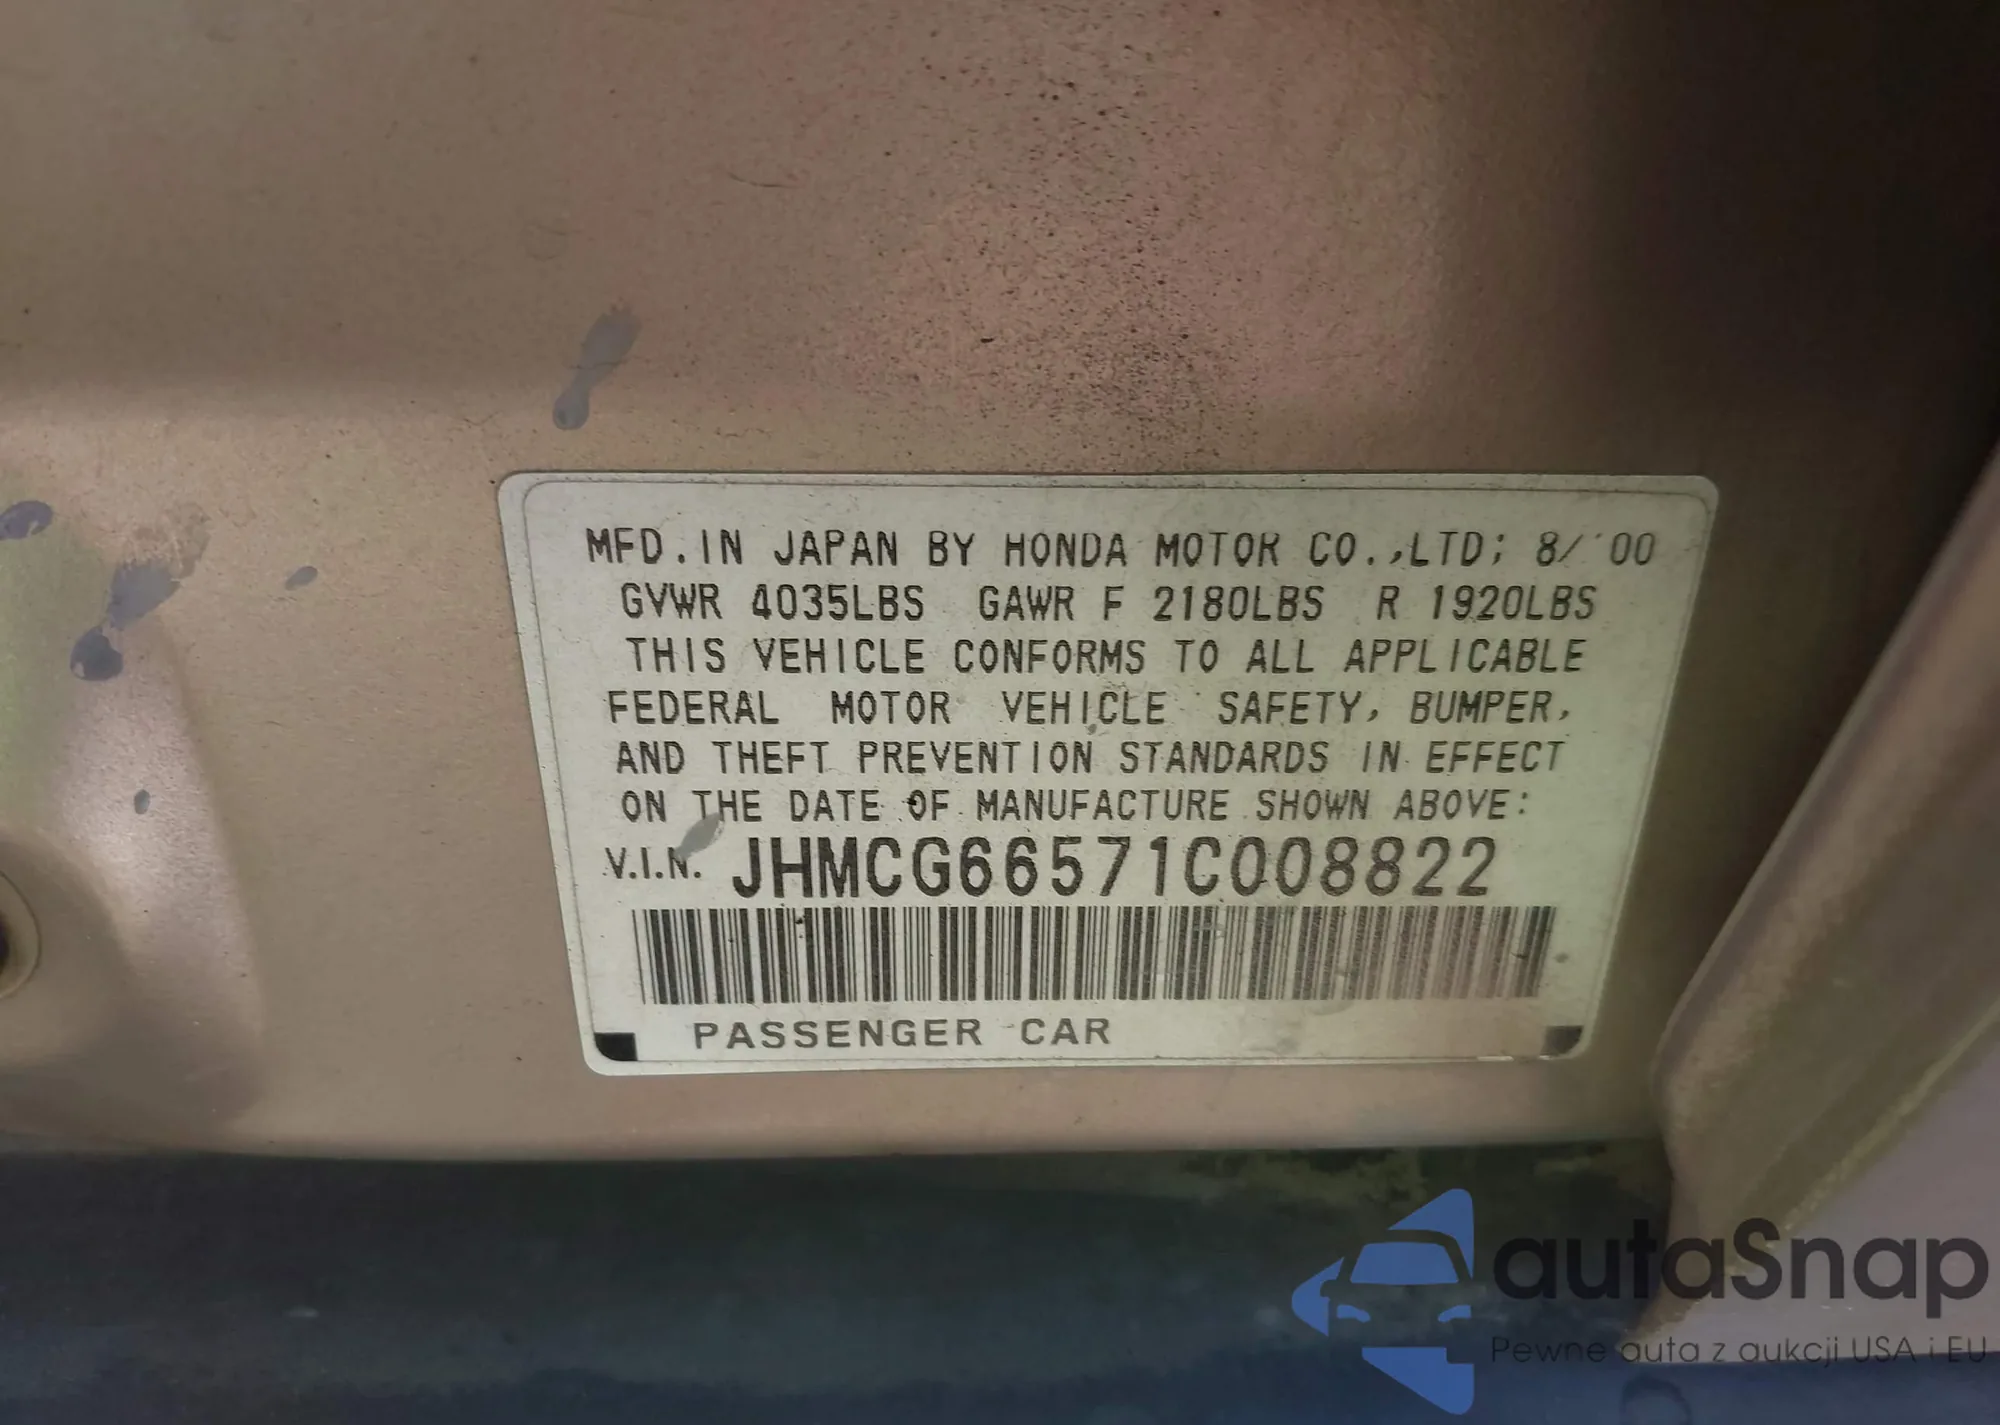 MFD. IN JAPAN BY HONDA MOTOR CO.,LTD; 8/'00
GVWR 4035LBS GAWR F 2180LBS R 1920LBS
THIS VEHICLE CONFORMS TO ALL APPLICABLE
FEDERAL MOTOR VEHICLE SAFETY, BUMPER,
AND THEFT PREVENTION STANDARDS IN EFFECT
ON THE DATE OF MANUFACTURE SHOWN ABOVE:
V.I.N. JHMCG66571C008822
PASSENGER CAR
autaSnap
Pewne auta z aukcji USA i EU